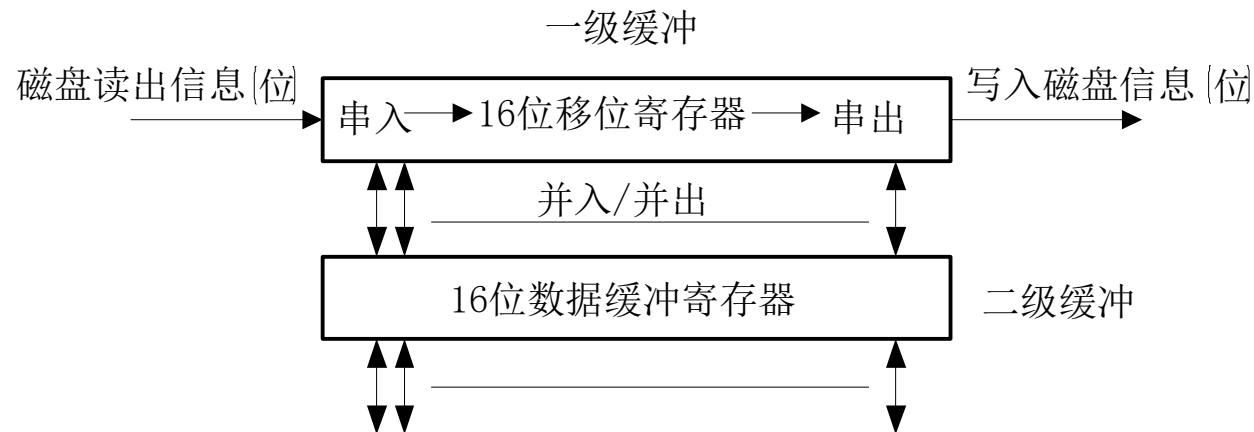 一级缓冲
磁盘读出信息(位)
写入磁盘信息(位)
串入 16位移位寄存器 串出
并入/并出
16位数据缓冲寄存器
二级缓冲